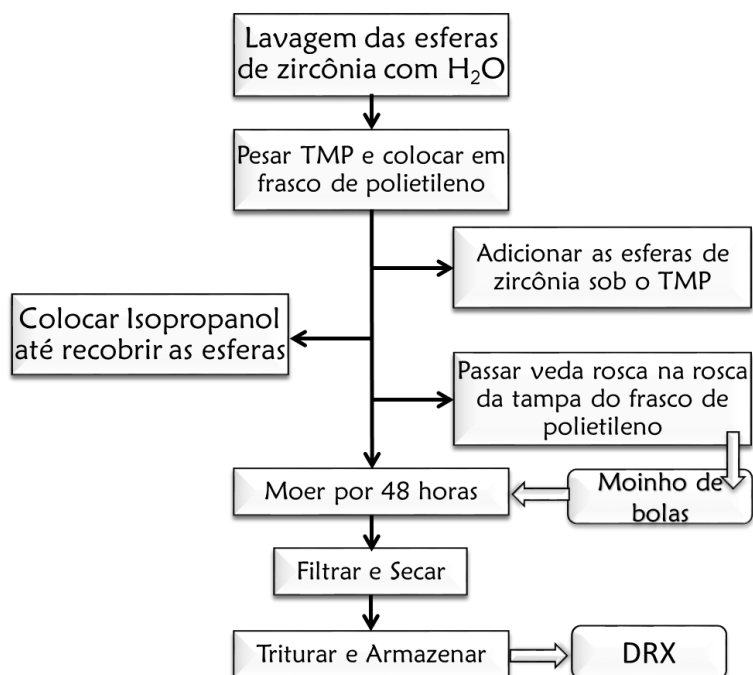 Lavagem das esferas
de zircônia com H₂O
Pesar TMP e colocar em
frasco de polietileno
Adicionar as esferas de
zircônia sob o TMP
Colocar Isopropanol
até recobrir as esferas
Passar veda rosca na rosca
da tampa do frasco de
polietileno
Moer por 48 horas
Moinho de
bolas
Filtrar e Secar
Triturar e Armazenar
DRX